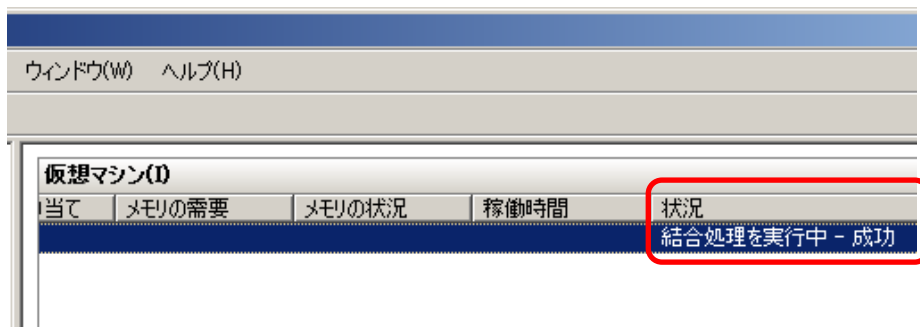 ウィンドウ(W) ヘルプ(H)
仮想マシン(I)
当て メモリの需要 メモリの状況 稼働時間 状況
結合処理を実行中 - 成功